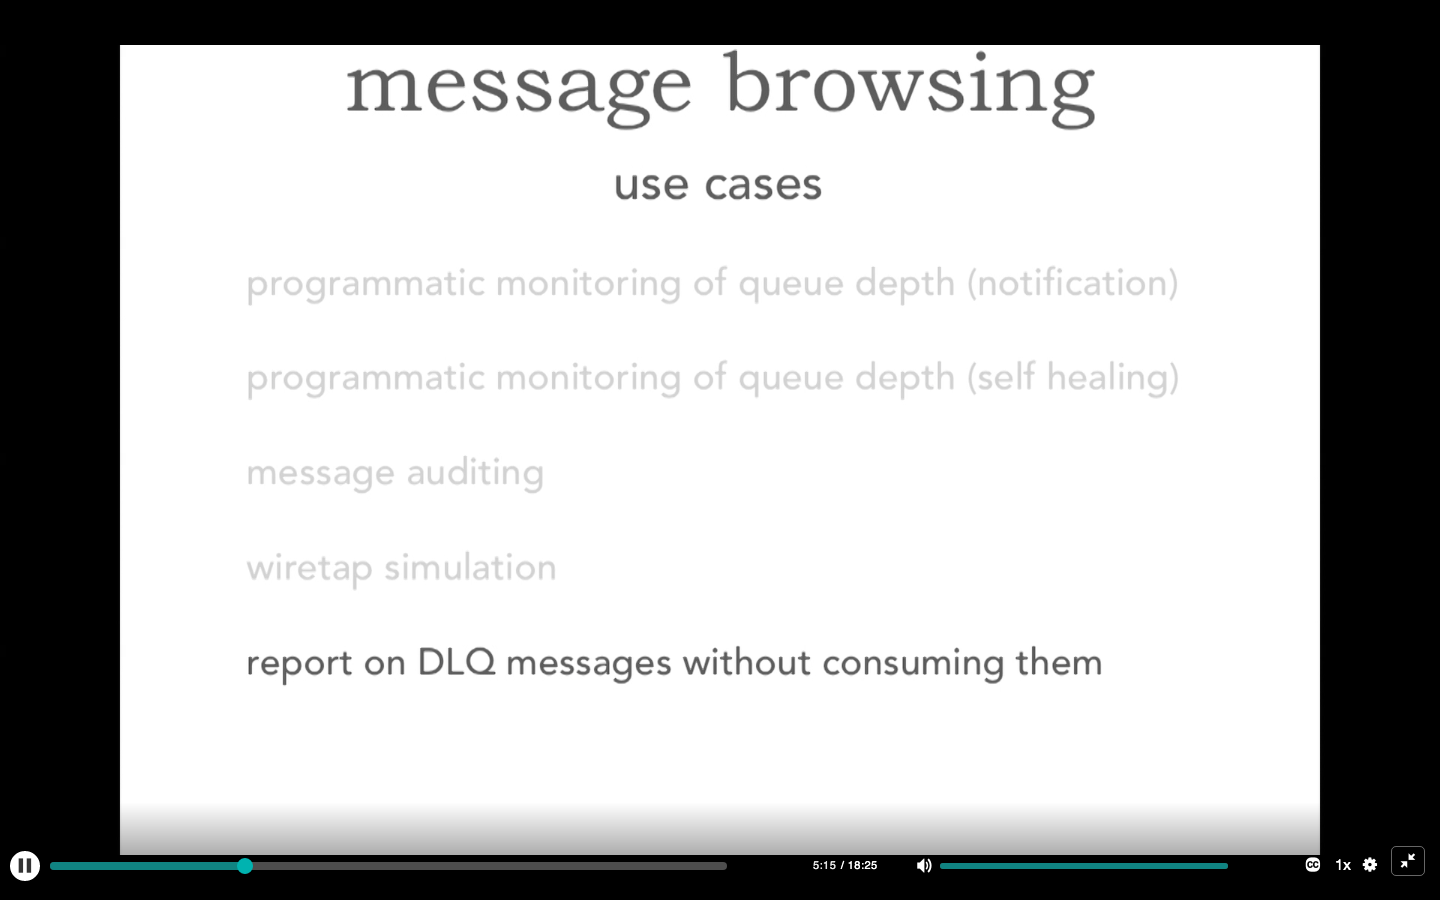 message browsing
use cases
programmatic monitoring of queue depth (notification)
programmatic monitoring of queue depth (self healing)
message auditing
wiretap simulation
report on DLQ messages without consuming them
5:15 / 18:25
CC
1x